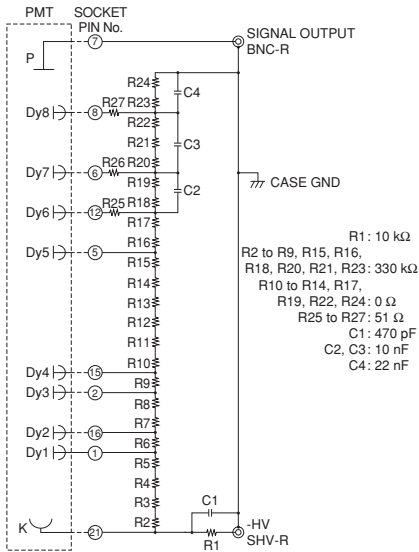 PMT SOCKET
PIN No.
7
SIGNAL OUTPUT
BNC-R
P
R24
C4
Dy8 8 R27 R23
R22
R21
C3
Dy7 6 R26 R20
R19
C2
CASE GND
R18
Dy6 12 R25
R17
R16
Dy5 5
R15
R14
R13
R12
R11
R10
Dy4 15
R9
Dy3 2
R8
R7
Dy2 16
R6
Dy1 1
R5
R4
R3
R2
C1
K 21
R1
-HV
SHV-R
R1: 10 kΩ
R2 to R9, R15, R16,
R18, R20, R21, R23: 330 kΩ
R10 to R14, R17,
R19, R22, R24: 0 Ω
R25 to R27: 51 Ω
C1: 470 pF
C2, C3: 10 nF
C4: 22 nF